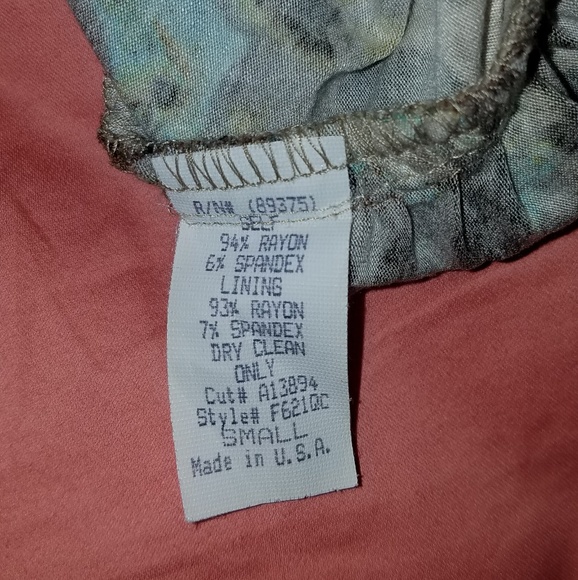 R/N# (89375)
SELF
94% RAYON
6% SPANDEX
LINING
93% RAYON
7% SPANDEX
DRY CLEAN
ONLY
Cut# A13894
Style# F621QC
SMALL
Made in U.S.A.